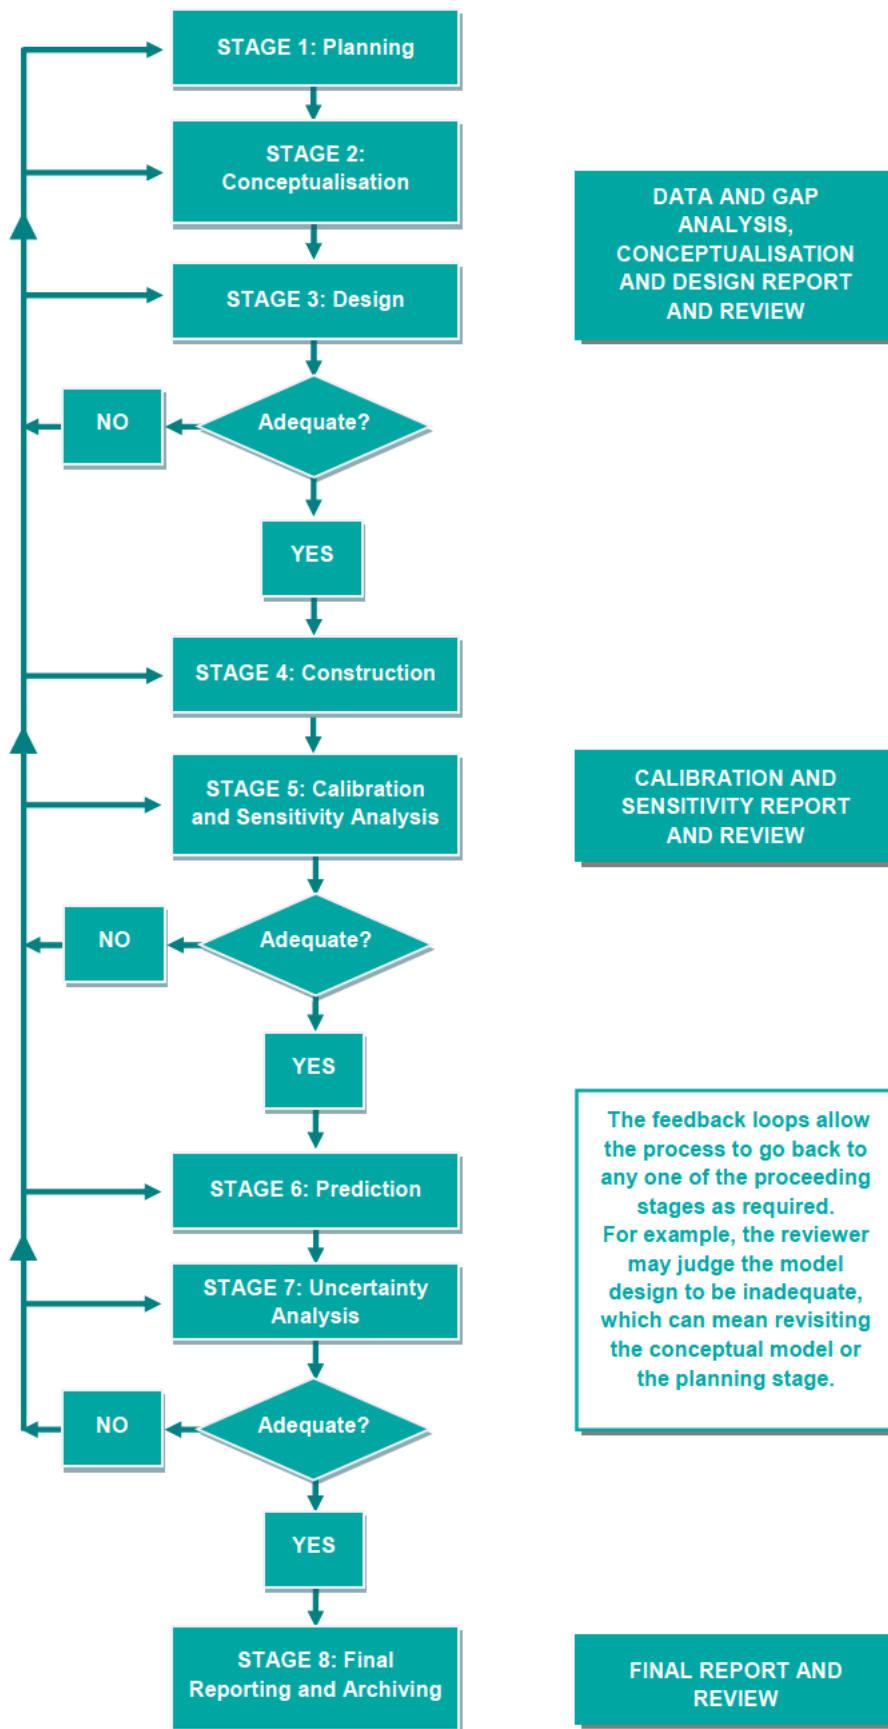 STAGE 1: Planning
STAGE 2:
Conceptualisation
DATA AND GAP
ANALYSIS,
CONCEPTUALISATION
AND DESIGN REPORT
AND REVIEW
STAGE 3: Design
NO
Adequate?
YES
STAGE 4: Construction
STAGE 5: Calibration
and Sensitivity Analysis
CALIBRATION AND
SENSITIVITY REPORT
AND REVIEW
NO
Adequate?
YES
The feedback loops allow
the process to go back to
any one of the proceeding
stages as required.
For example, the reviewer
may judge the model
design to be inadequate,
which can mean revisiting
the conceptual model or
the planning stage.
STAGE 6: Prediction
STAGE 7: Uncertainty
Analysis
NO
Adequate?
YES
STAGE 8: Final
Reporting and Archiving
FINAL REPORT AND
REVIEW